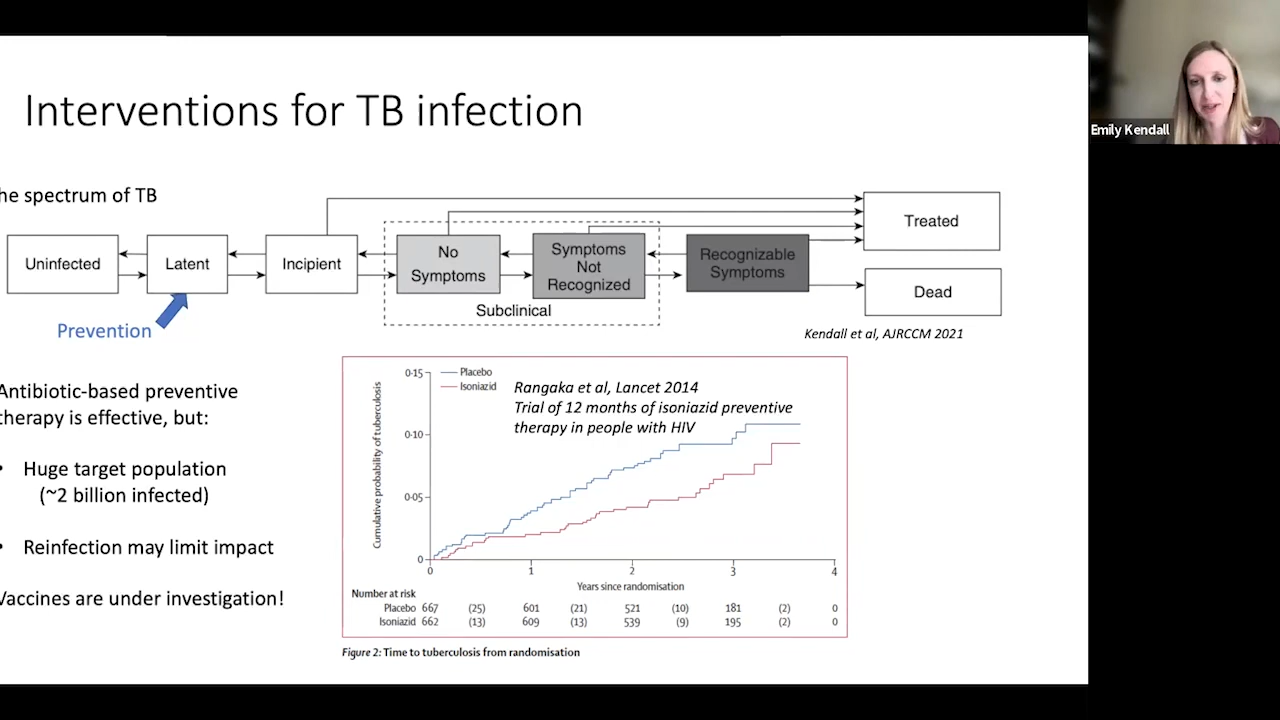 Interventions for TB infection
Emily Kendall
he spectrum of TB
Uninfected
Latent
Incipient
No
Symptoms
Symptoms
Not
Recognized
Recognizable
Symptoms
Treated
Dead
Subclinical
Prevention
Kendall et al, AJRCCM 2021
Antibiotic-based preventive
therapy is effective, but:
• Huge target population
(~2 billion infected)
• Reinfection may limit impact
Vaccines are under investigation!
Placebo
Isoniazid
Rangaka et al, Lancet 2014
Trial of 12 months of isoniazid preventive
therapy in people with HIV
Cumulative probability of tuberculosis
0·15
0·10
0·05
0
0 1 2 3 4
Years since randomisation
Number at risk
Placebo 667 (25) 601 (21) 521 (10) 181 (2) 0
Isoniazid 662 (13) 609 (13) 539 (9) 195 (2) 0
Figure 2: Time to tuberculosis from randomisation